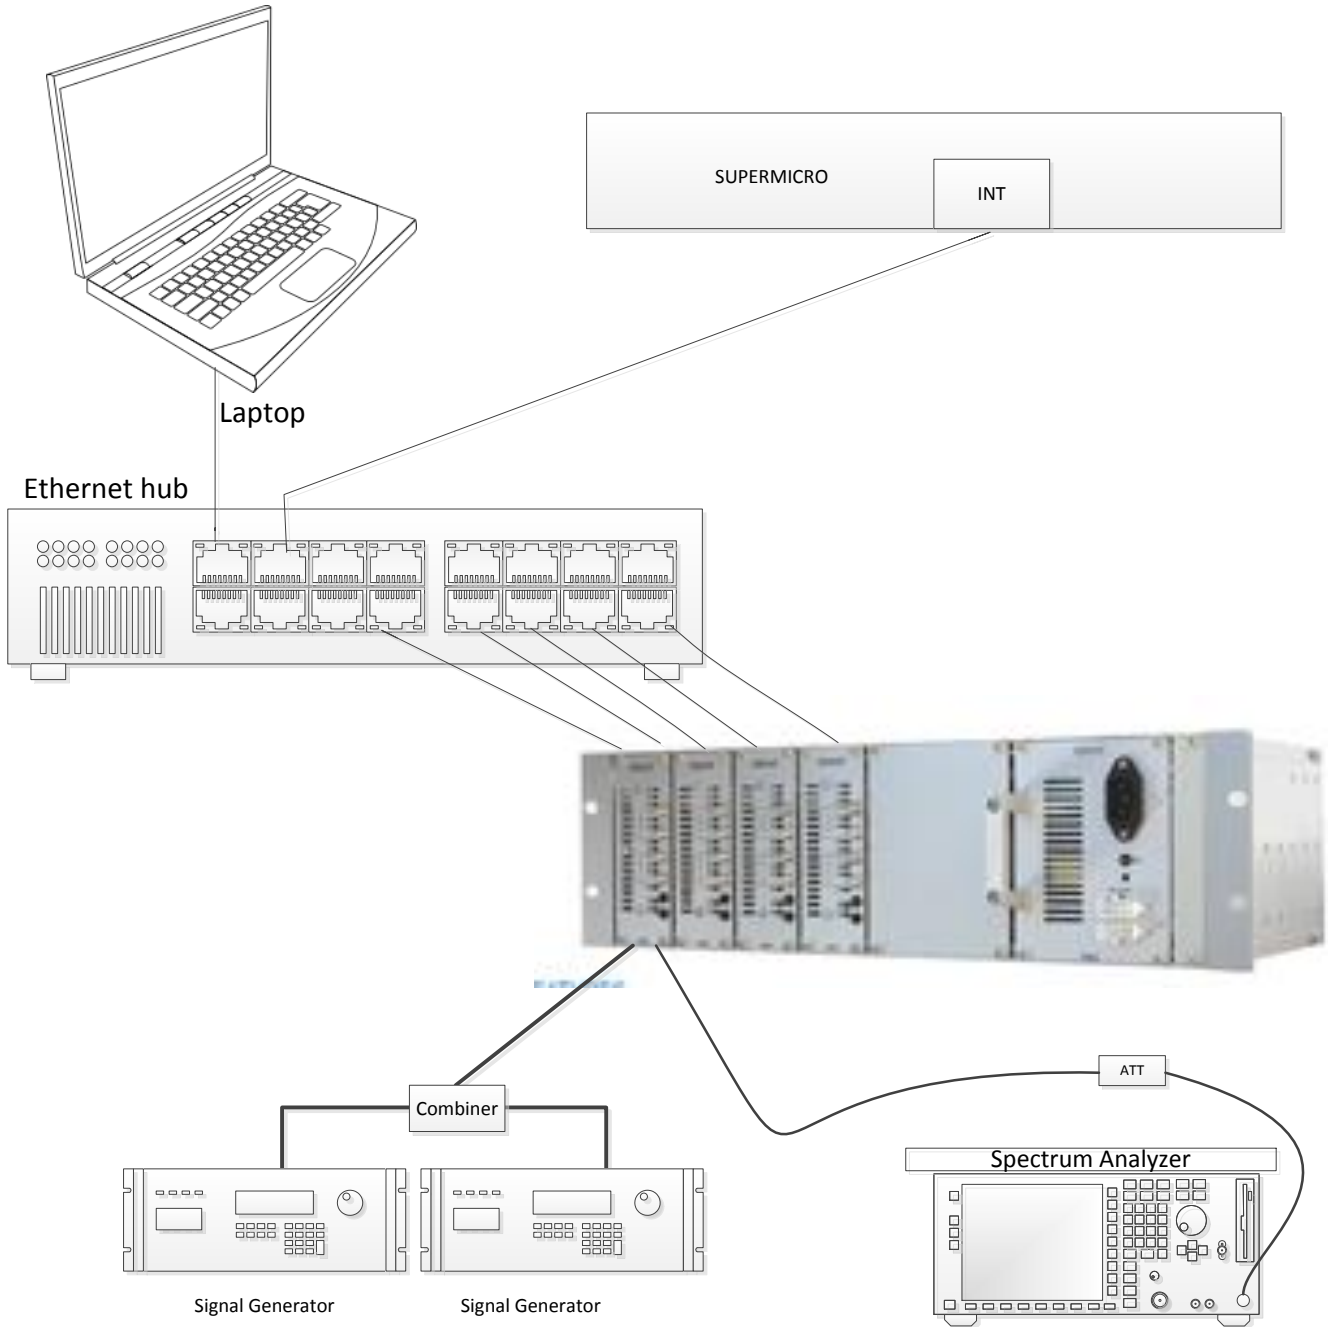 SUPERMICRO
INT
Laptop
Ethernet hub
ATT
Combiner
Spectrum Analyzer
Signal Generator
Signal Generator